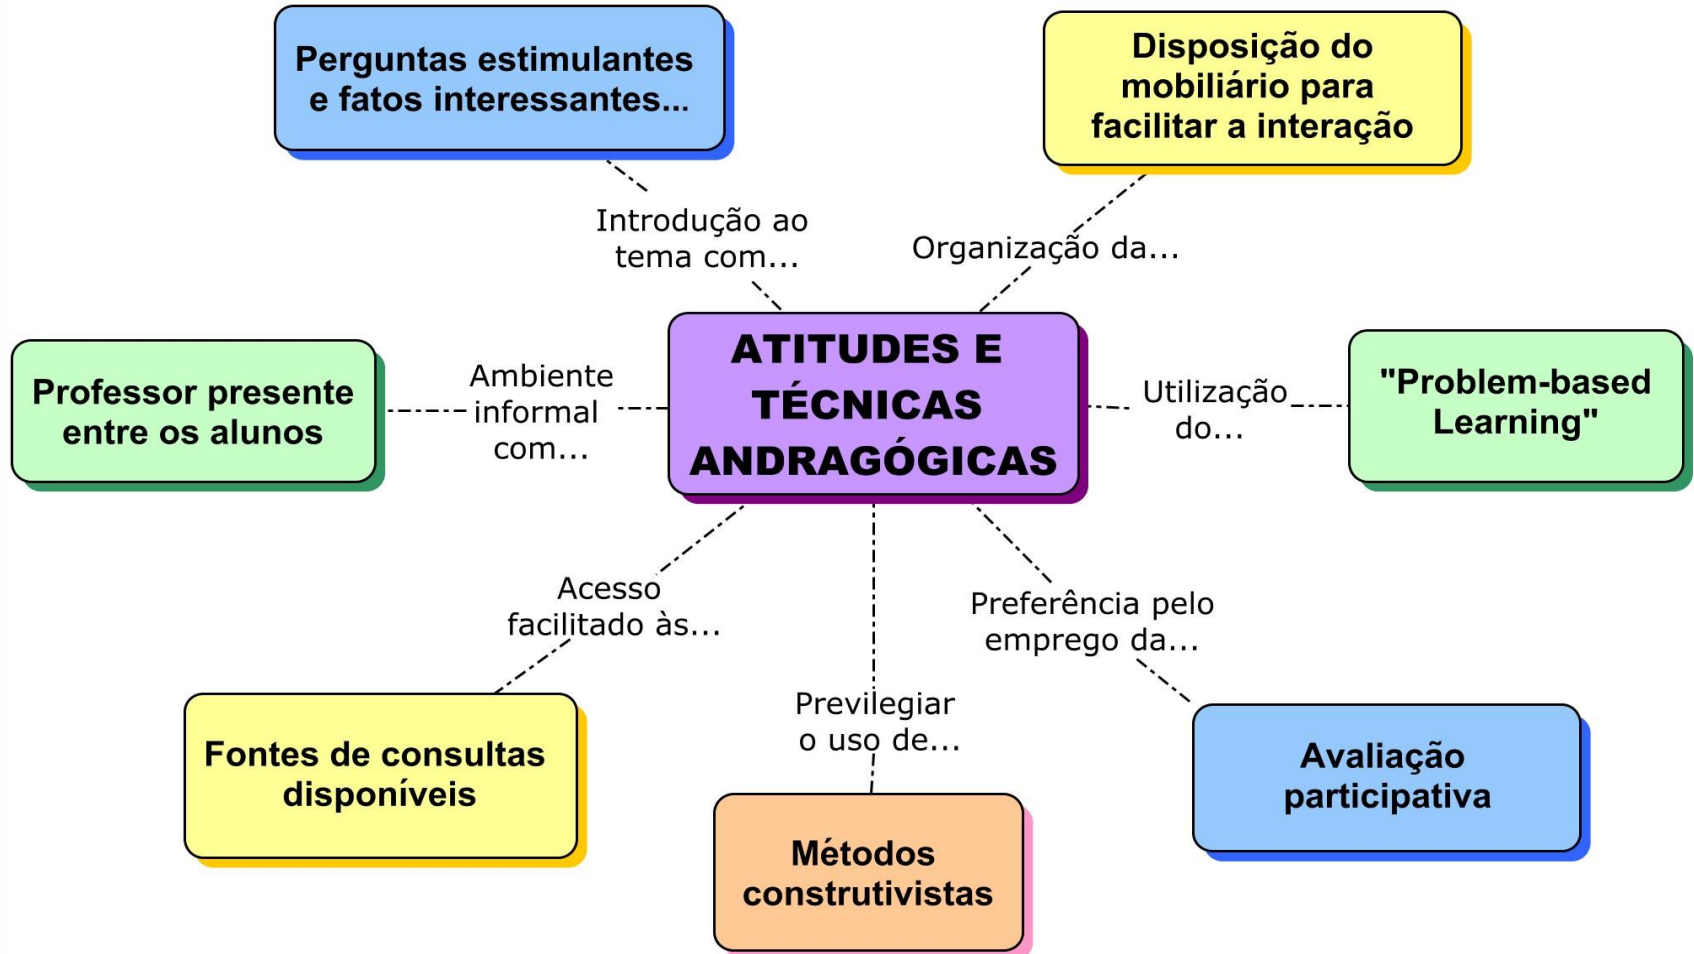 Perguntas estimulantes
e fatos interessantes...
Disposição do
mobiliário para
facilitar a interação
Introdução ao
tema com...
Organização da...
Professor presente
entre os alunos
Ambiente
informal
com...
ATITUDES E
TÉCNICAS
ANDRAGÓGICAS
Utilização
do...
"Problem-based
Learning"
Acesso
facilitado às...
Preferência pelo
emprego da...
Previlegiar
o uso de...
Fontes de consultas
disponíveis
Métodos
construtivistas
Avaliação
participativa